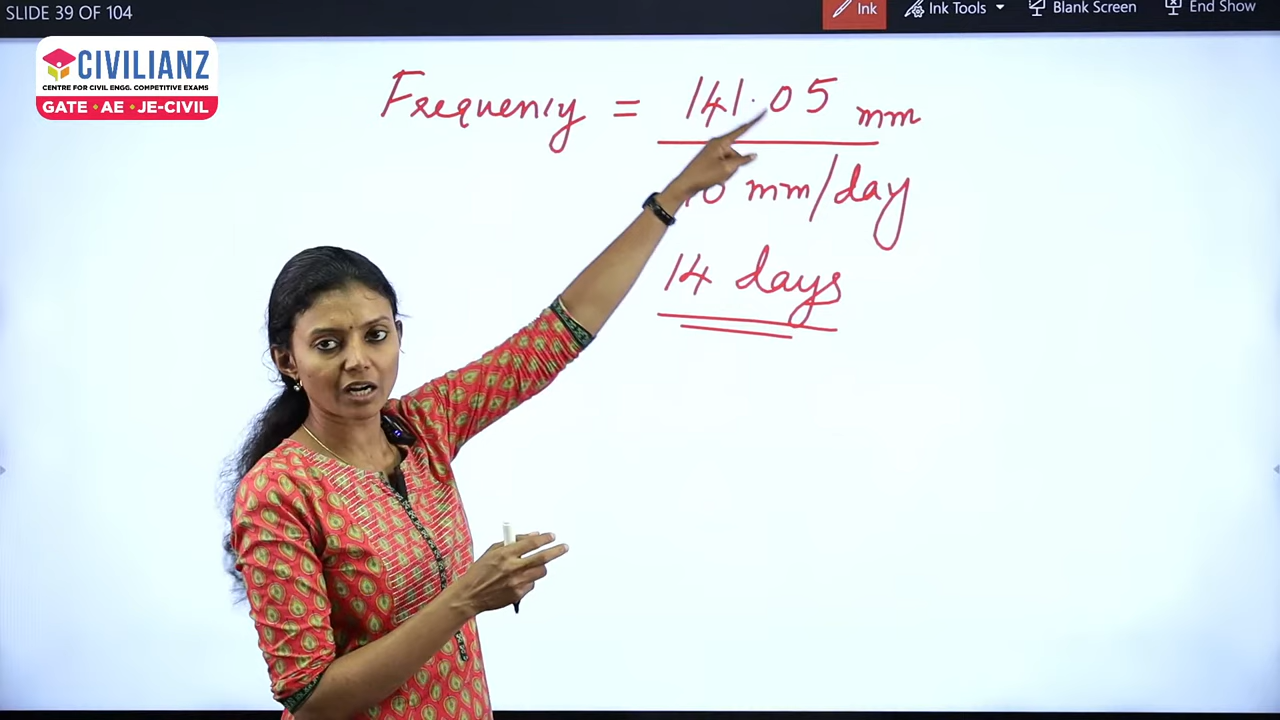 SLIDE 39 OF 104
Ink
Ink Tools
Blank Screen
End Show
CIVILIANZ
CENTRE FOR CIVIL ENGG. COMPETITIVE EXAMS
GATE • AE • JE-CIVIL
Frequency = 141.05 mm
10 mm/day
14 days